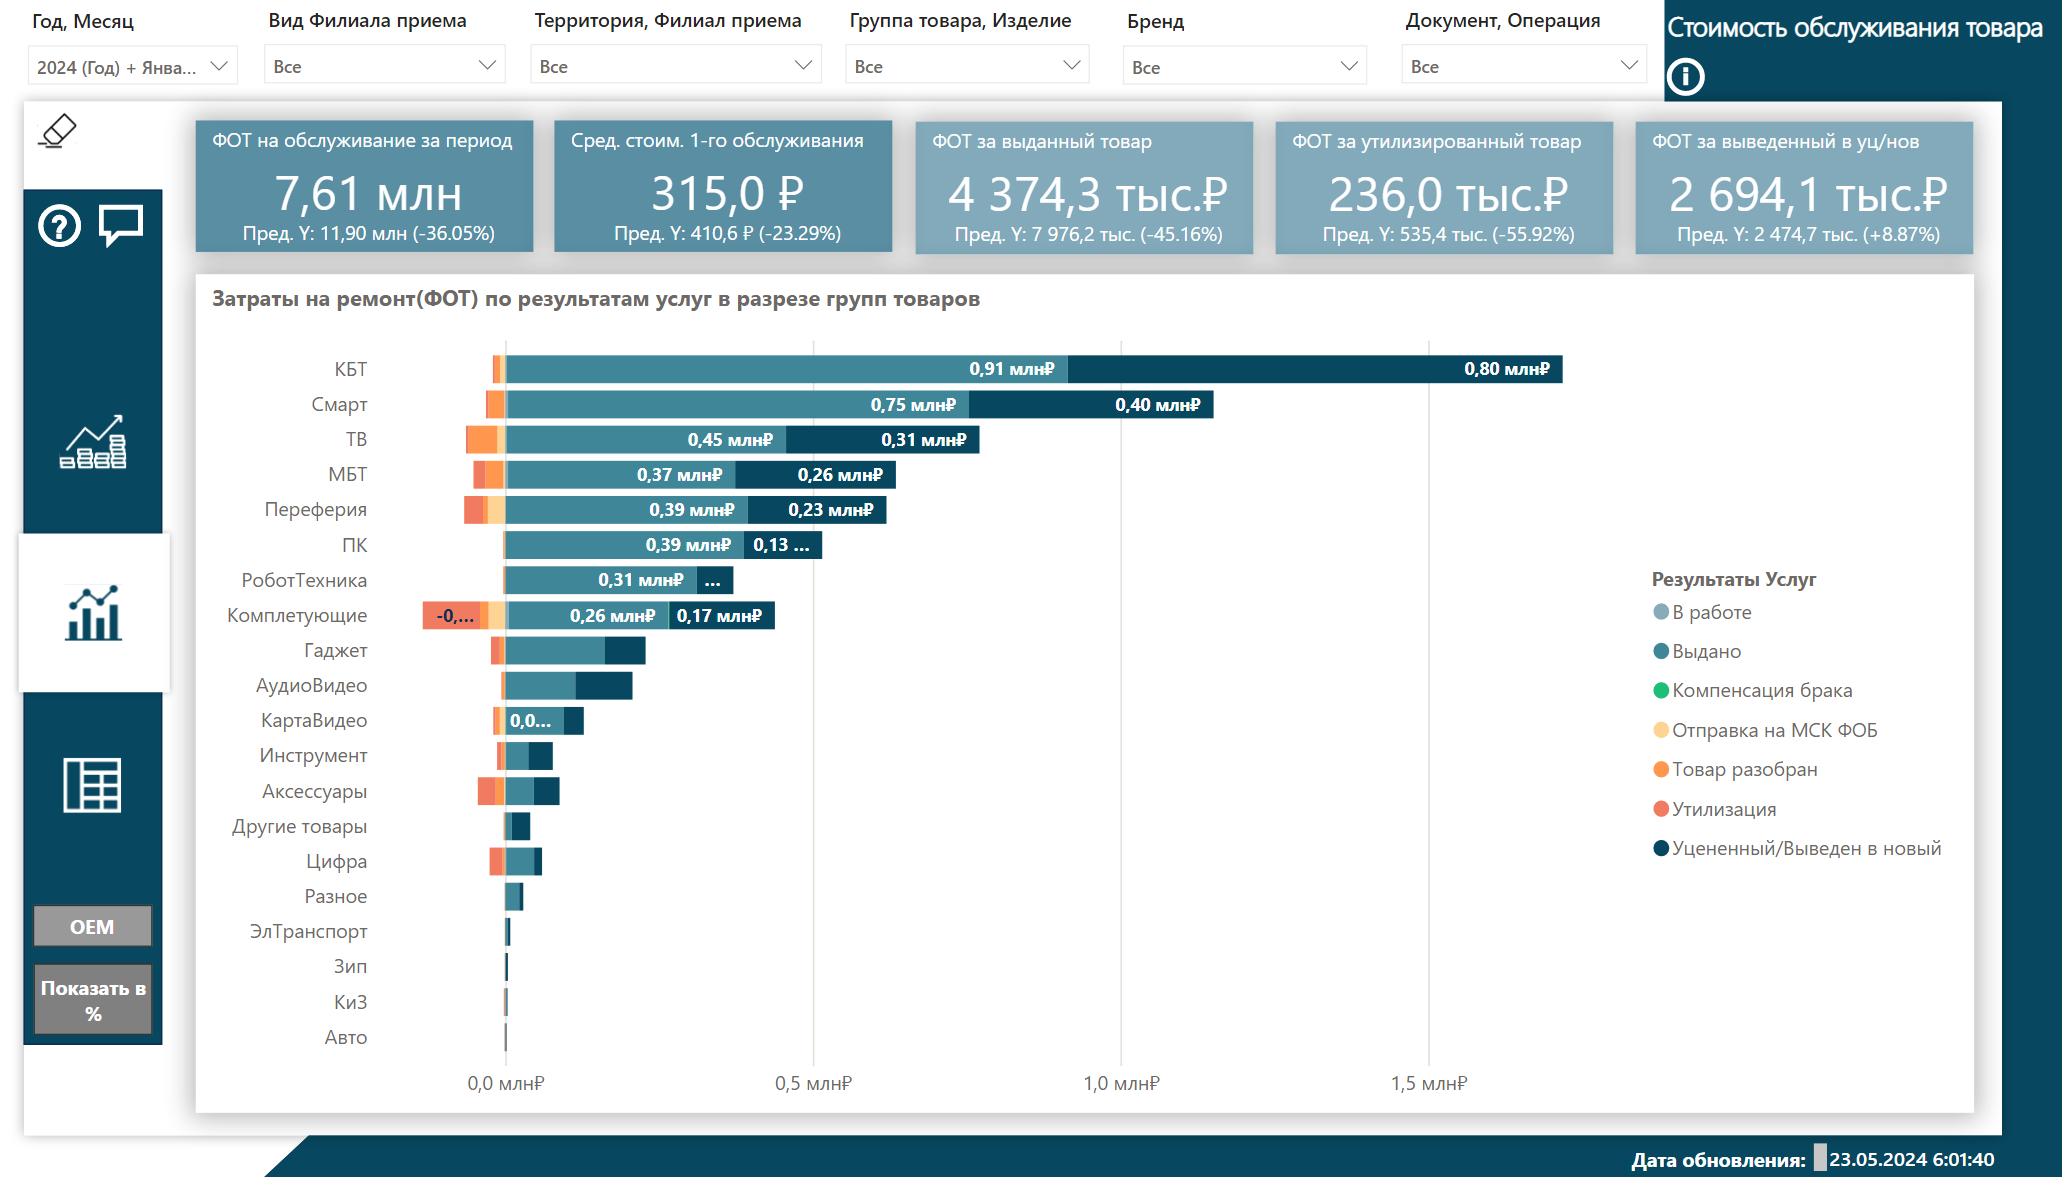 Год, Месяц
Вид Филиала приема
Территория, Филиал приема
Группа товара, Изделие
Бренд
Документ, Операция
Стоимость обслуживания товара
2024 (Год) + Янва...
Все
Все
Все
Все
Все
ФОТ на обслуживание за период
7,61 млн
Пред. Y: 11,90 млн (-36.05%)
Сред. стоим. 1-го обслуживания
315,0 ₽
Пред. Y: 410,6 ₽ (-23.29%)
ФОТ за выданный товар
4 374,3 тыс.₽
Пред. Y: 7 976,2 тыс. (-45.16%)
ФОТ за утилизированный товар
236,0 тыс.₽
Пред. Y: 535,4 тыс. (-55.92%)
ФОТ за выведенный в уц/нов
2 694,1 тыс.₽
Пред. Y: 2 474,7 тыс. (+8.87%)
Затраты на ремонт(ФОТ) по результатам услуг в разрезе групп товаров
КБТ 0,91 млн₽ 0,80 млн₽
Смарт 0,75 млн₽ 0,40 млн₽
ТВ 0,45 млн₽ 0,31 млн₽
МБТ 0,37 млн₽ 0,26 млн₽
Переферия 0,39 млн₽ 0,23 млн₽
ПК 0,39 млн₽ 0,13 ...
РоботТехника 0,31 млн₽ ...
Комплетующие -0,... 0,26 млн₽ 0,17 млн₽
Гаджет
АудиоВидео
КартаВидео 0,0...
Инструмент
Аксессуары
Другие товары
Цифра
Разное
ЭлТранспорт
Зип
КиЗ
Авто
0,0 млн₽ 0,5 млн₽ 1,0 млн₽ 1,5 млн₽
Результаты Услуг
В работе
Выдано
Компенсация брака
Отправка на МСК ФОБ
Товар разобран
Утилизация
Уцененный/Выведен в новый
OEM
Показать в
%
Дата обновления: 23.05.2024 6:01:40